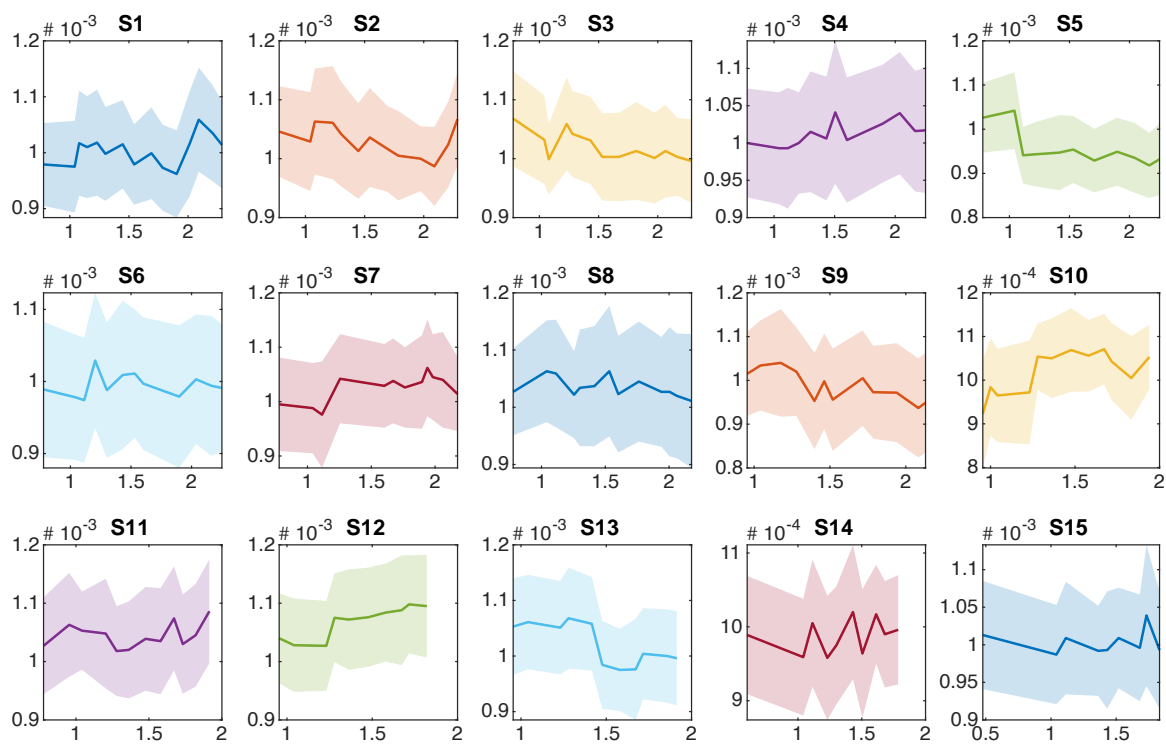 # 10-3 S1 # 10-3 S2 # 10-3 S3 # 10-3 S4 # 10-3 S5
1.2 1.2 1.2 1.2
1.1 1.1 1.1 1.05 1.1
1 1 1 1 1
0.95 0.9
0.9 0.9 0.9 0.9 0.8
1 1.5 2 1 1.5 2 1 1.5 2 1 1.5 2 1 1.5 2
# 10-3 S6 # 10-3 S7 # 10-3 S8 # 10-3 S9 # 10-4 S10
1.2 1.2 1.2 12
1.1 1.1 1.1 1.1
1 1 1 1 10
0.9
0.9 0.9 0.9 0.8 8
1 1.5 2 1 1.5 2 1 1.5 2 1 1.5 2 1 1.5 2
# 10-3 S11 # 10-3 S12 # 10-3 S13 # 10-4 S14 # 10-3 S15
1.2 1.2 1.2 11
1.1 1.1 1.1 1.1
1.05
1 1 1 10 1
0.95
0.9 0.9 0.9 9 0.9
1 1.5 2 1 1.5 2 1 1.5 2 1 1.5 2 0.5 1 1.5